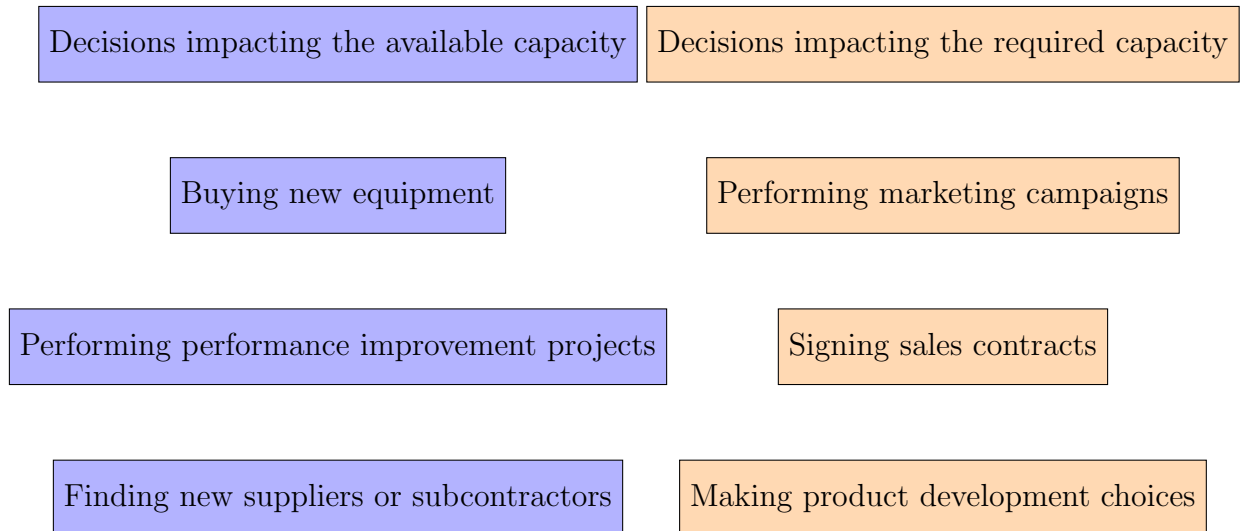 Decisions impacting the available capacity
Decisions impacting the required capacity
Buying new equipment
Performing marketing campaigns
Performing performance improvement projects
Signing sales contracts
Finding new suppliers or subcontractors
Making product development choices